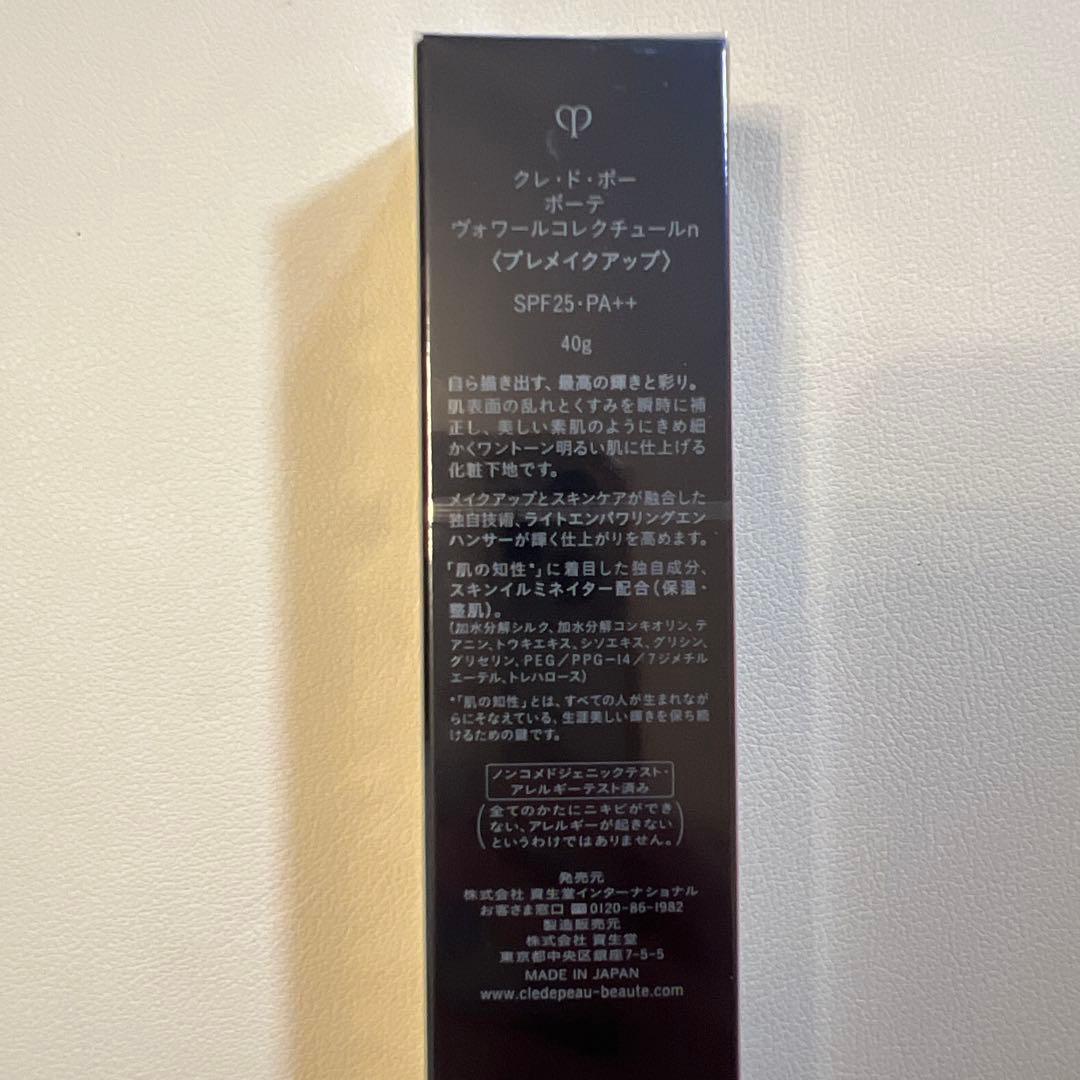 クレ・ド・ポー
ボーテ
ヴォワールコレクチュールn
〈プレメイクアップ〉
SPF25・PA++
40g
自ら描き出す、最高の輝きと彩り。
肌表面の乱れとくすみを瞬時に補
正し、美しい素肌のようにきめ細
かくワントーン明るい肌に仕上げる
化粧下地です。
メイクアップとスキンケアが融合した
独自技術、ライトエンパワリングエン
ハンサーが輝く仕上がりを高めます。
「肌の知性*」に着目した独自成分、
スキンイルミネイター配合(保湿・
整肌)。
(加水分解シルク、加水分解コンキオリン、テ
アニン、トウキエキス、シソエキス、グリシン、
グリセリン、PEG/PPG-14/7ジメチル
エーテル、トレハロース)
*「肌の知性」とは、すべての人が生まれなが
らにそなえている、生涯美しい輝きを保ち続
けるための鍵です。
ノンコメドジェニックテスト・
アレルギーテスト済み
(全てのかたにニキビができ
ない、アレルギーが起きない
というわけではありません。)
発売元
株式会社 資生堂インターナショナル
お客さま窓口 0120-86-1982
製造販売元
株式会社 資生堂
東京都中央区銀座7-5-5
MADE IN JAPAN
www.cledepeau-beaute.com